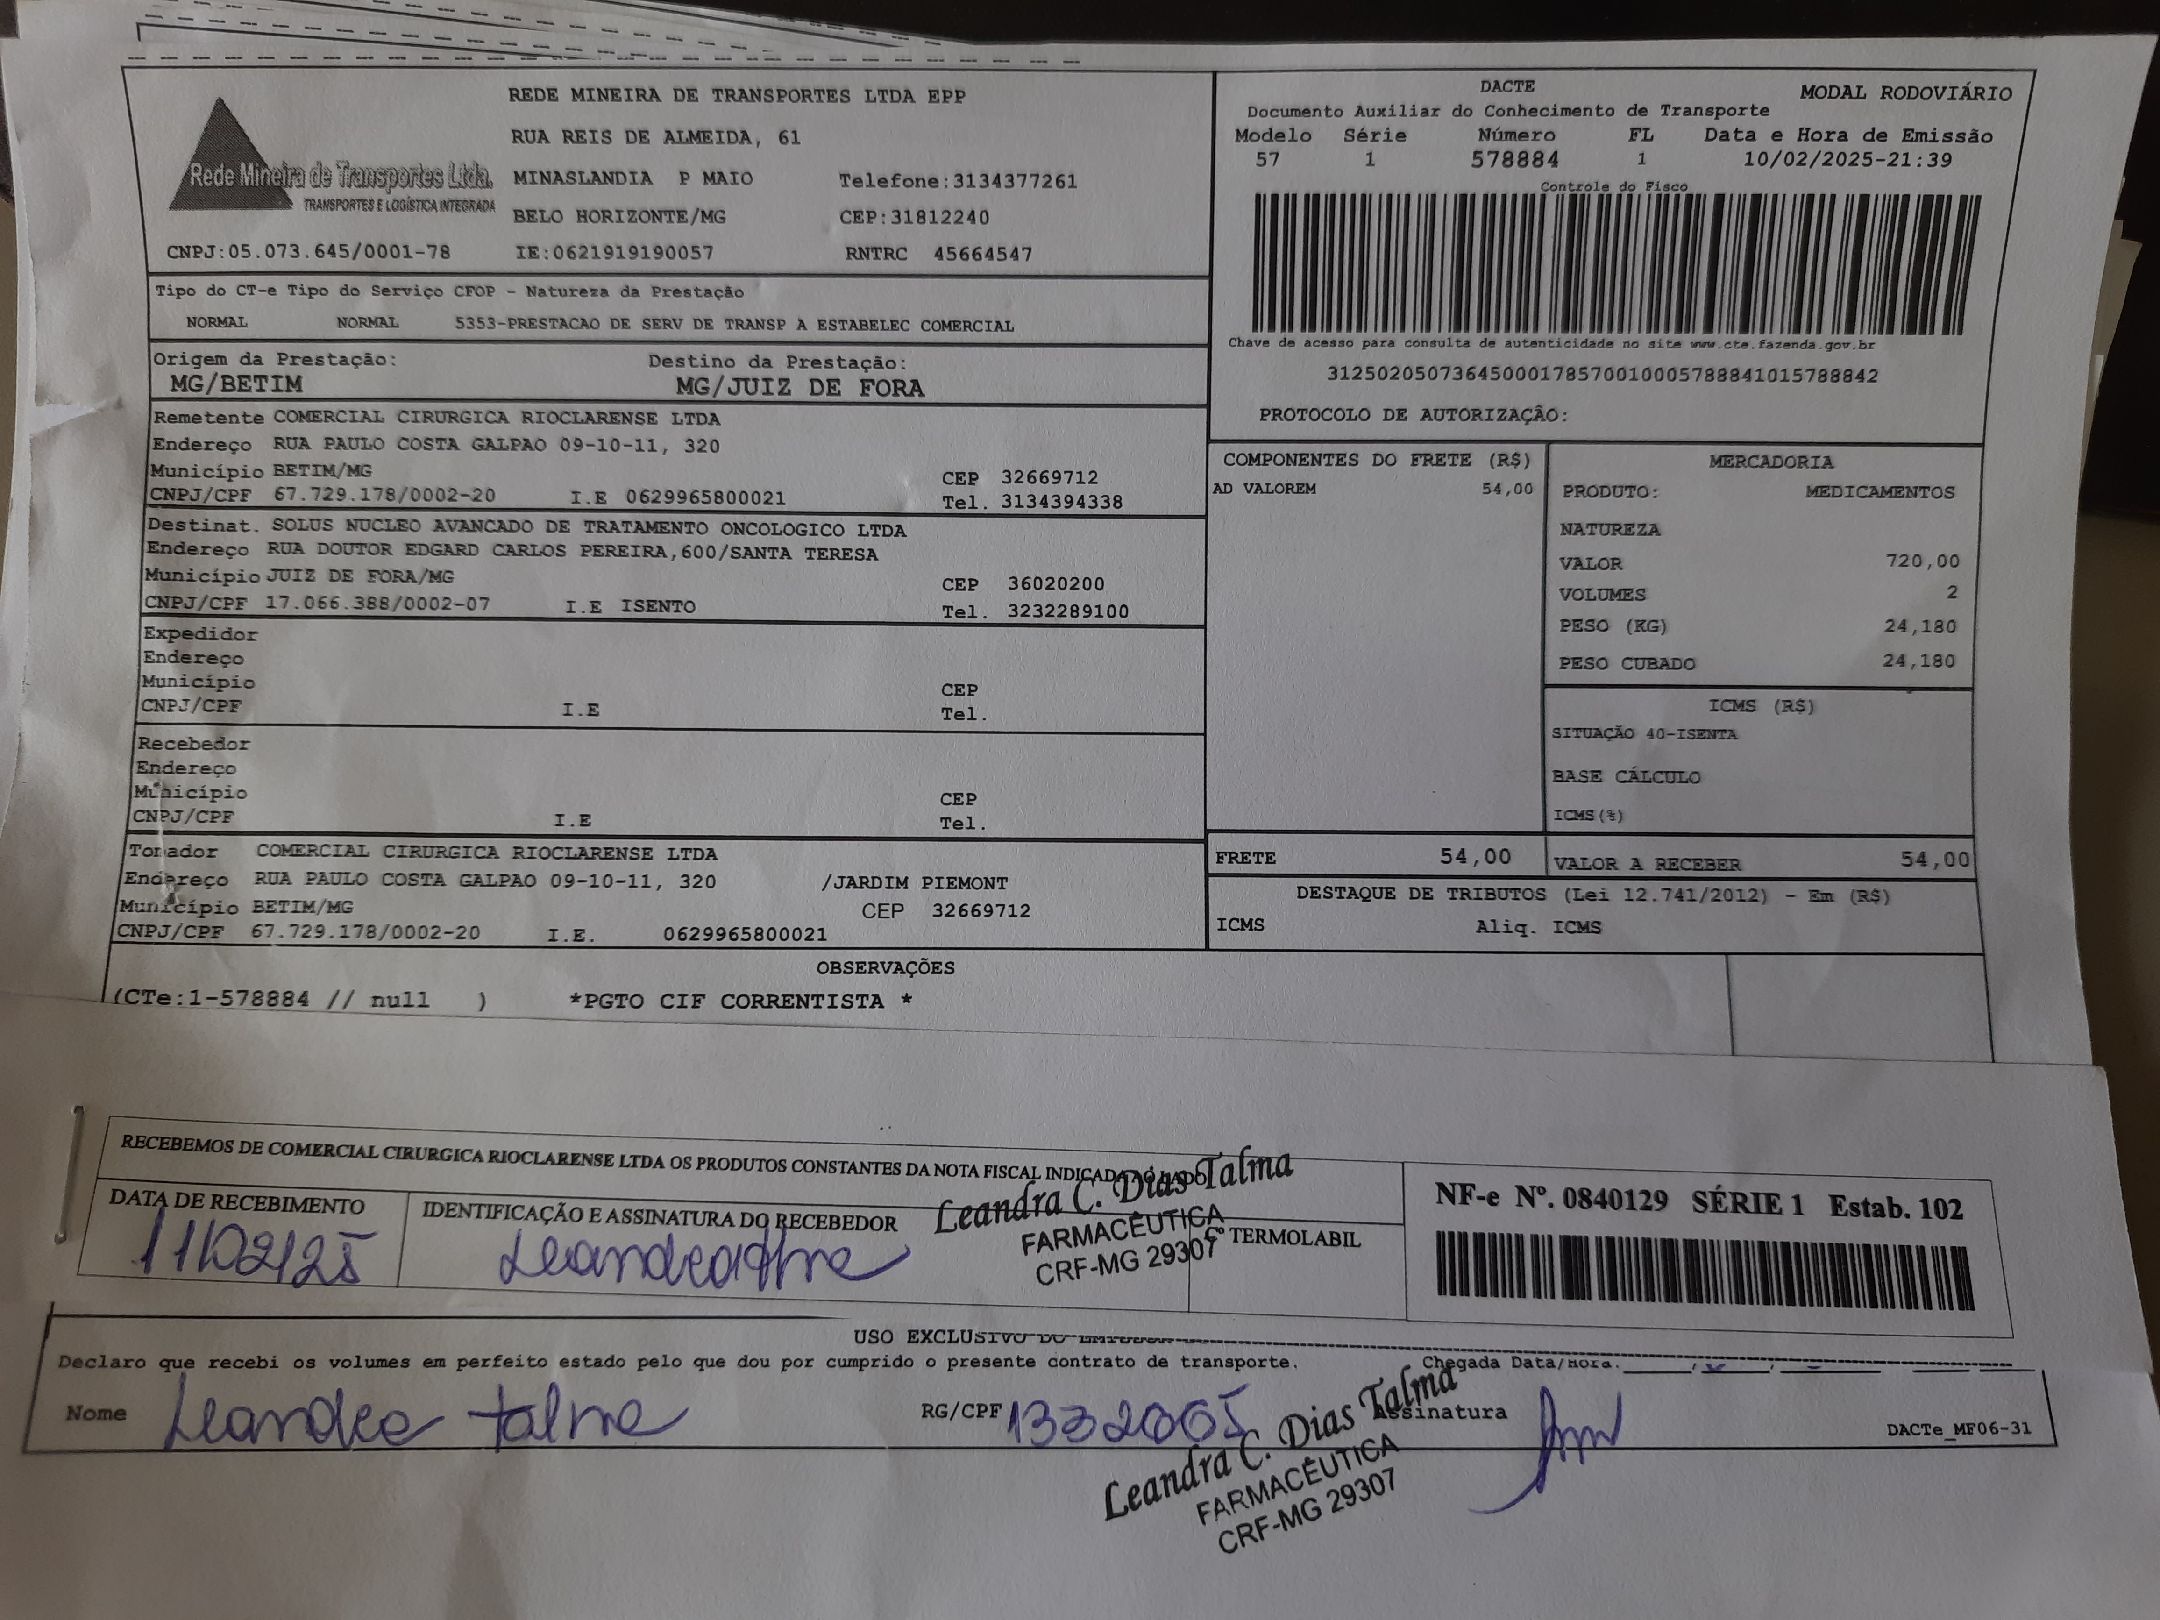 REDE MINEIRA DE TRANSPORTES LTDA EPP
RUA REIS DE ALMEIDA, 61
Rede Mineira de Transportes Ltda.
TRANSPORTES E LOGÍSTICA INTEGRADA
MINASLANDIA P MAIO Telefone:3134377261
BELO HORIZONTE/MG CEP:31812240
CNPJ:05.073.645/0001-78 IE:0621919190057 RNTRC 45664547
DACTE MODAL RODOVIÁRIO
Documento Auxiliar do Conhecimento de Transporte
Modelo Série Número FL Data e Hora de Emissão
57 1 578884 1 10/02/2025-21:39
Controle do Fisco
Chave de acesso para consulta de autenticidade no site www.cte.fazenda.gov.br
31250205073645000178570010005788841015788842
PROTOCOLO DE AUTORIZAÇÃO:
Tipo do CT-e Tipo do Serviço CFOP - Natureza da Prestação
NORMAL NORMAL 5353-PRESTACAO DE SERV DE TRANSP A ESTABELEC COMERCIAL
Origem da Prestação: Destino da Prestação:
MG/BETIM MG/JUIZ DE FORA
Remetente COMERCIAL CIRURGICA RIOCLARENSE LTDA
Endereço RUA PAULO COSTA GALPAO 09-10-11, 320
Município BETIM/MG CEP 32669712
CNPJ/CPF 67.729.178/0002-20 I.E 0629965800021 Tel. 3134394338
Destinat. SOLUS NUCLEO AVANCADO DE TRATAMENTO ONCOLOGICO LTDA
Endereço RUA DOUTOR EDGARD CARLOS PEREIRA,600/SANTA TERESA
Município JUIZ DE FORA/MG CEP 36020200
CNPJ/CPF 17.066.388/0002-07 I.E ISENTO Tel. 3232289100
Expedidor
Endereço
Município CEP
CNPJ/CPF I.E Tel.
Recebedor
Endereço
Município CEP
CNPJ/CPF I.E Tel.
Tomador COMERCIAL CIRURGICA RIOCLARENSE LTDA
Endereço RUA PAULO COSTA GALPAO 09-10-11, 320 /JARDIM PIEMONT
Município BETIM/MG CEP 32669712
CNPJ/CPF 67.729.178/0002-20 I.E. 0629965800021
COMPONENTES DO FRETE (R$)
AD VALOREM 54,00
MERCADORIA
PRODUTO: MEDICAMENTOS
NATUREZA
VALOR 720,00
VOLUMES 2
PESO (KG) 24,180
PESO CUBADO 24,180
ICMS (R$)
SITUAÇÃO 40-ISENTA
BASE CÁLCULO
ICMS(%)
FRETE 54,00 VALOR A RECEBER 54,00
DESTAQUE DE TRIBUTOS (Lei 12.741/2012) - Em (R$)
ICMS Aliq. ICMS
OBSERVAÇÕES
(CTe:1-578884 // null ) *PGTO CIF CORRENTISTA *
RECEBEMOS DE COMERCIAL CIRURGICA RIOCLARENSE LTDA OS PRODUTOS CONSTANTES DA NOTA FISCAL INDICADA AO LADO
DATA DE RECEBIMENTO IDENTIFICAÇÃO E ASSINATURA DO RECEBEDOR
11/02/25
Leandra C. Dias Talma
FARMACÊUTICA
CRF-MG 29307
Cº TERMOLABIL
NF-e Nº. 0840129 SÉRIE 1 Estab. 102
USO EXCLUSIVO DO
Declaro que recebi os volumes em perfeito estado pelo que dou por cumprido o presente contrato de transporte. Chegada Data/Hora.
Nome Leandra Talma RG/CPF 13320005 Assinatura
DACTe_MF06-31
Leandra C. Dias Talma
FARMACÊUTICA
CRF-MG 29307